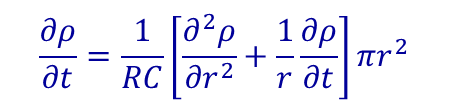 ∂ρ/∂t = 1/RC [∂²ρ/∂r² + 1/r ∂ρ/∂t] πr²